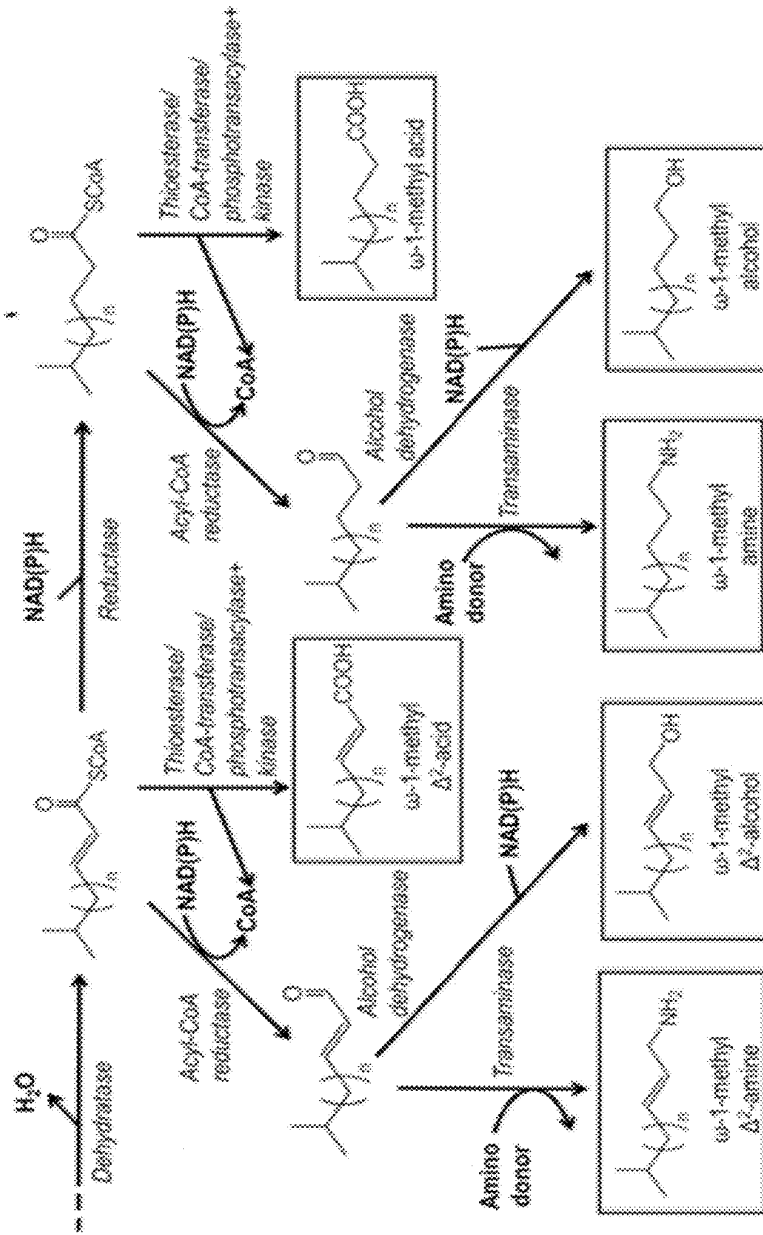 H₂O
Dehydratase
O
SCoA
n
NAD(P)H
Reductase
O
SCoA
n
Acyl-CoA
reductase
NAD(P)H
CoA
Thioesterase/
CoA-transferase/
phosphotransacylase+
kinase
COOH
n
ω-1-methyl
Δ²-acid
Acyl-CoA
reductase
NAD(P)H
CoA
Thioesterase/
CoA-transferase/
phosphotransacylase+
kinase
COOH
n
ω-1-methyl acid
O
n
Alcohol
dehydrogenase
NAD(P)H
Transaminase
Amino
donor
O
n
Alcohol
dehydrogenase
NAD(P)H
Transaminase
Amino
donor
NH₂
n
ω-1-methyl
Δ²-amine
OH
n
ω-1-methyl
Δ²-alcohol
NH₂
n
ω-1-methyl
amine
OH
n
ω-1-methyl
alcohol